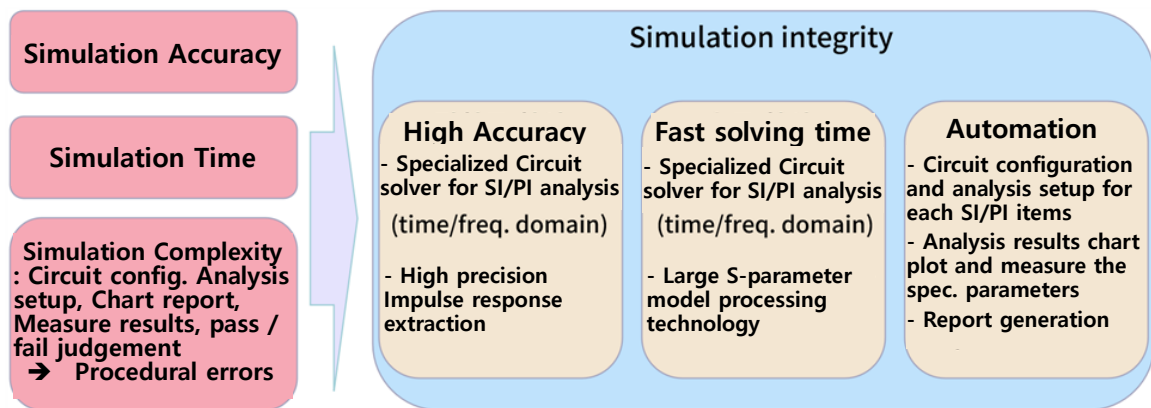 Simulation Accuracy
Simulation Time
Simulation Complexity
: Circuit config. Analysis
setup, Chart report,
Measure results, pass /
fail judgement
➔ Procedural errors
Simulation integrity
High Accuracy
- Specialized Circuit
solver for SI/PI analysis
(time/freq. domain)
- High precision
Impulse response
extraction
Fast solving time
- Specialized Circuit
solver for SI/PI analysis
(time/freq. domain)
- Large S-parameter
model processing
technology
Automation
- Circuit configuration
and analysis setup for
each SI/PI items
- Analysis results chart
plot and measure the
spec. parameters
- Report generation